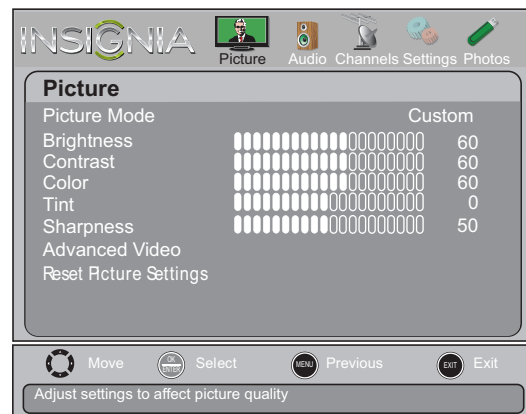 INSIGNIA
Picture Audio Channels Settings Photos
Picture
Picture Mode Custom
Brightness 60
Contrast 60
Color 60
Tint 0
Sharpness 50
Advanced Video
Reset Picture Settings
Move OK ENTER Select MENU Previous EXIT Exit
Adjust settings to affect picture quality